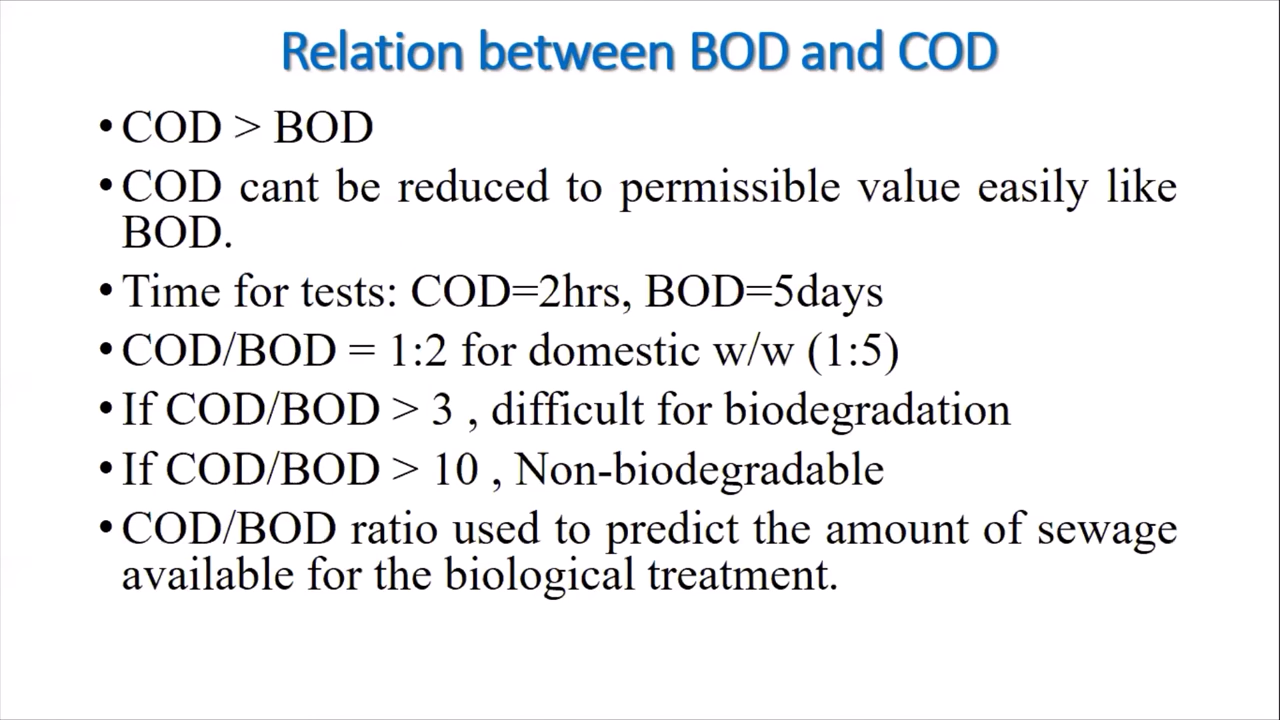 Relation between BOD and COD
•COD > BOD
•COD cant be reduced to permissible value easily like
BOD.
•Time for tests: COD=2hrs, BOD=5days
•COD/BOD = 1:2 for domestic w/w (1:5)
•If COD/BOD > 3 , difficult for biodegradation
•If COD/BOD > 10 , Non-biodegradable
•COD/BOD ratio used to predict the amount of sewage
available for the biological treatment.